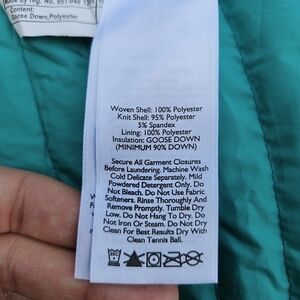 Made by reg. No.
Content:
Goose Down, Polyester
Woven Shell: 100% Polyester
Knit Shell: 95% Polyester
5% Spandex
Lining: 100% Polyester
Insulation: GOOSE DOWN
(MINIMUM 90% DOWN)
Secure All Garment Closures
Before Laundering. Machine Wash
Cold Delicate Separately. Mild
Powdered Detergent Only. Do
Not Bleach. Do Not Use Fabric
Softeners. Rinse Thoroughly And
Remove Promptly. Tumble Dry
Low. Do Not Hang To Dry. Do
Not Iron Or Steam. Do Not Dry
Clean For Best Results Dry With
Clean Tennis Ball.